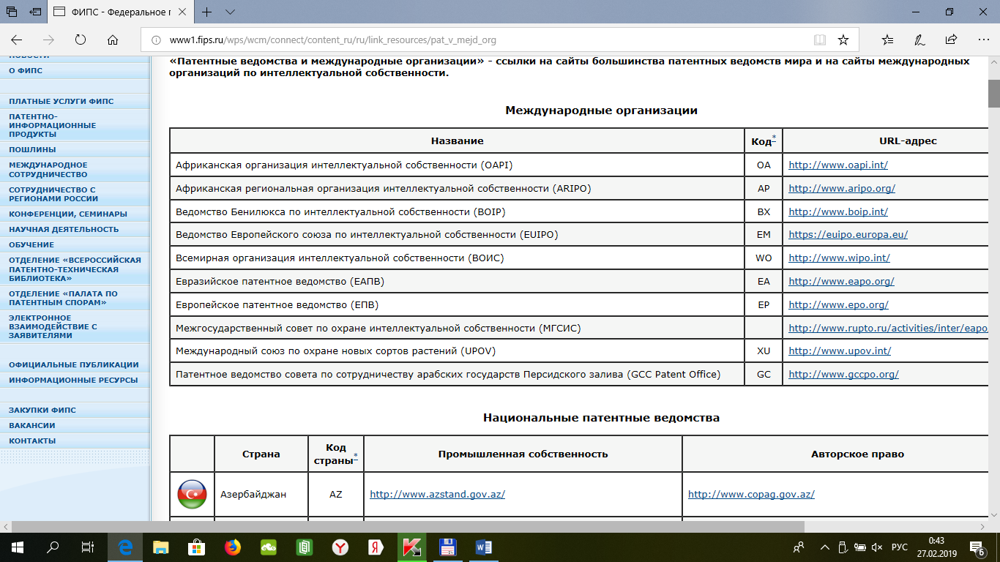 ФИПС - Федеральное г
www1.fips.ru/wps/wcm/connect/content_ru/ru/link_resources/pat_v_mejd_org
О ФИПС
ПЛАТНЫЕ УСЛУГИ ФИПС
ПАТЕНТНО-
ИНФОРМАЦИОННЫЕ
ПРОДУКТЫ
ПОШЛИНЫ
МЕЖДУНАРОДНОЕ
СОТРУДНИЧЕСТВО
СОТРУДНИЧЕСТВО С
РЕГИОНАМИ РОССИИ
КОНФЕРЕНЦИИ, СЕМИНАРЫ
НАУЧНАЯ ДЕЯТЕЛЬНОСТЬ
ОБУЧЕНИЕ
ОТДЕЛЕНИЕ «ВСЕРОССИЙСКАЯ
ПАТЕНТНО-ТЕХНИЧЕСКАЯ
БИБЛИОТЕКА»
ОТДЕЛЕНИЕ «ПАЛАТА ПО
ПАТЕНТНЫМ СПОРАМ»
ЭЛЕКТРОННОЕ
ВЗАИМОДЕЙСТВИЕ С
ЗАЯВИТЕЛЯМИ
ОФИЦИАЛЬНЫЕ ПУБЛИКАЦИИ
ИНФОРМАЦИОННЫЕ РЕСУРСЫ
ЗАКУПКИ ФИПС
ВАКАНСИИ
КОНТАКТЫ
«Патентные ведомства и международные организации» - ссылки на сайты большинства патентных ведомств мира и на сайты международных
организаций по интеллектуальной собственности.
Международные организации
Название Код* URL-адрес
Африканская организация интеллектуальной собственности (OAPI) OA http://www.oapi.int/
Африканская региональная организация интеллектуальной собственности (ARIPO) AP http://www.aripo.org/
Ведомство Бенилюкса по интеллектуальной собственности (BOIP) BX http://www.boip.int/
Ведомство Европейского союза по интеллектуальной собственности (EUIPO) EM https://euipo.europa.eu/
Всемирная организация интеллектуальной собственности (ВОИС) WO http://www.wipo.int/
Евразийское патентное ведомство (ЕАПВ) EA http://www.eapo.org/
Европейское патентное ведомство (ЕПВ) EP http://www.epo.org/
Межгосударственный совет по охране интеллектуальной собственности (МГСИС) http://www.rupto.ru/activities/inter/eapo
Международный союз по охране новых сортов растений (UPOV) XU http://www.upov.int/
Патентное ведомство совета по сотрудничеству арабских государств Персидского залива (GCC Patent Office) GC http://www.gccpo.org/
Национальные патентные ведомства
Страна Код страны* Промышленная собственность Авторское право
Азербайджан AZ http://www.azstand.gov.az/ http://www.copag.gov.az/
РУС
0:43
27.02.2019
6